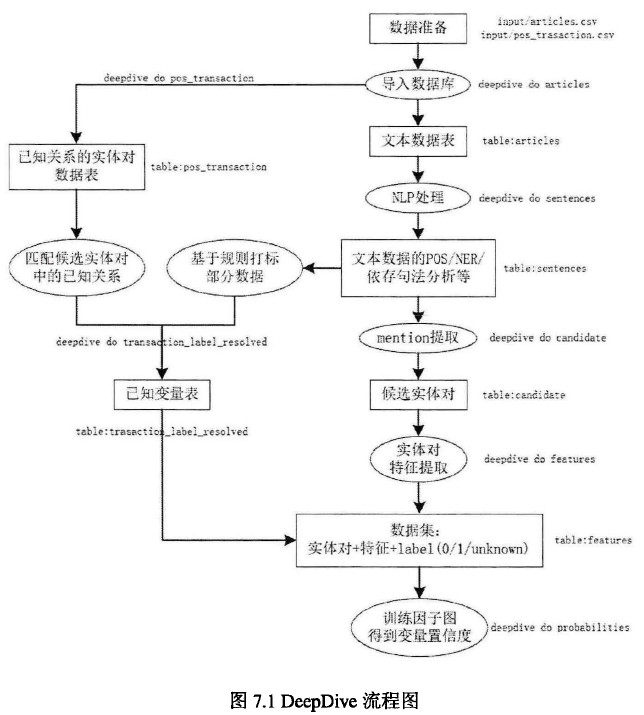 数据准备
input/articles.csv
input/pos_trasaction.csv
deepdive do pos_transaction
导入数据库
deepdive do articles
文本数据表
table:articles
已知关系的实体对
数据表
table:pos_transaction
NLP处理
deepdive do sentences
匹配候选实体对
中的已知关系
基于规则打标
部分数据
文本数据的POS/NER/
依存句法分析等
table:sentences
deepdive do transaction_label_resolved
mention提取
deepdive do candidate
已知变量表
候选实体对
table:candidate
table:trasaction_label_resolved
实体对
特征提取
deepdive do features
数据集:
实体对+特征+label(0/1/unknown)
table:features
训练因子图
得到变量置信度
deepdive do probabilities
图 7.1 DeepDive 流程图